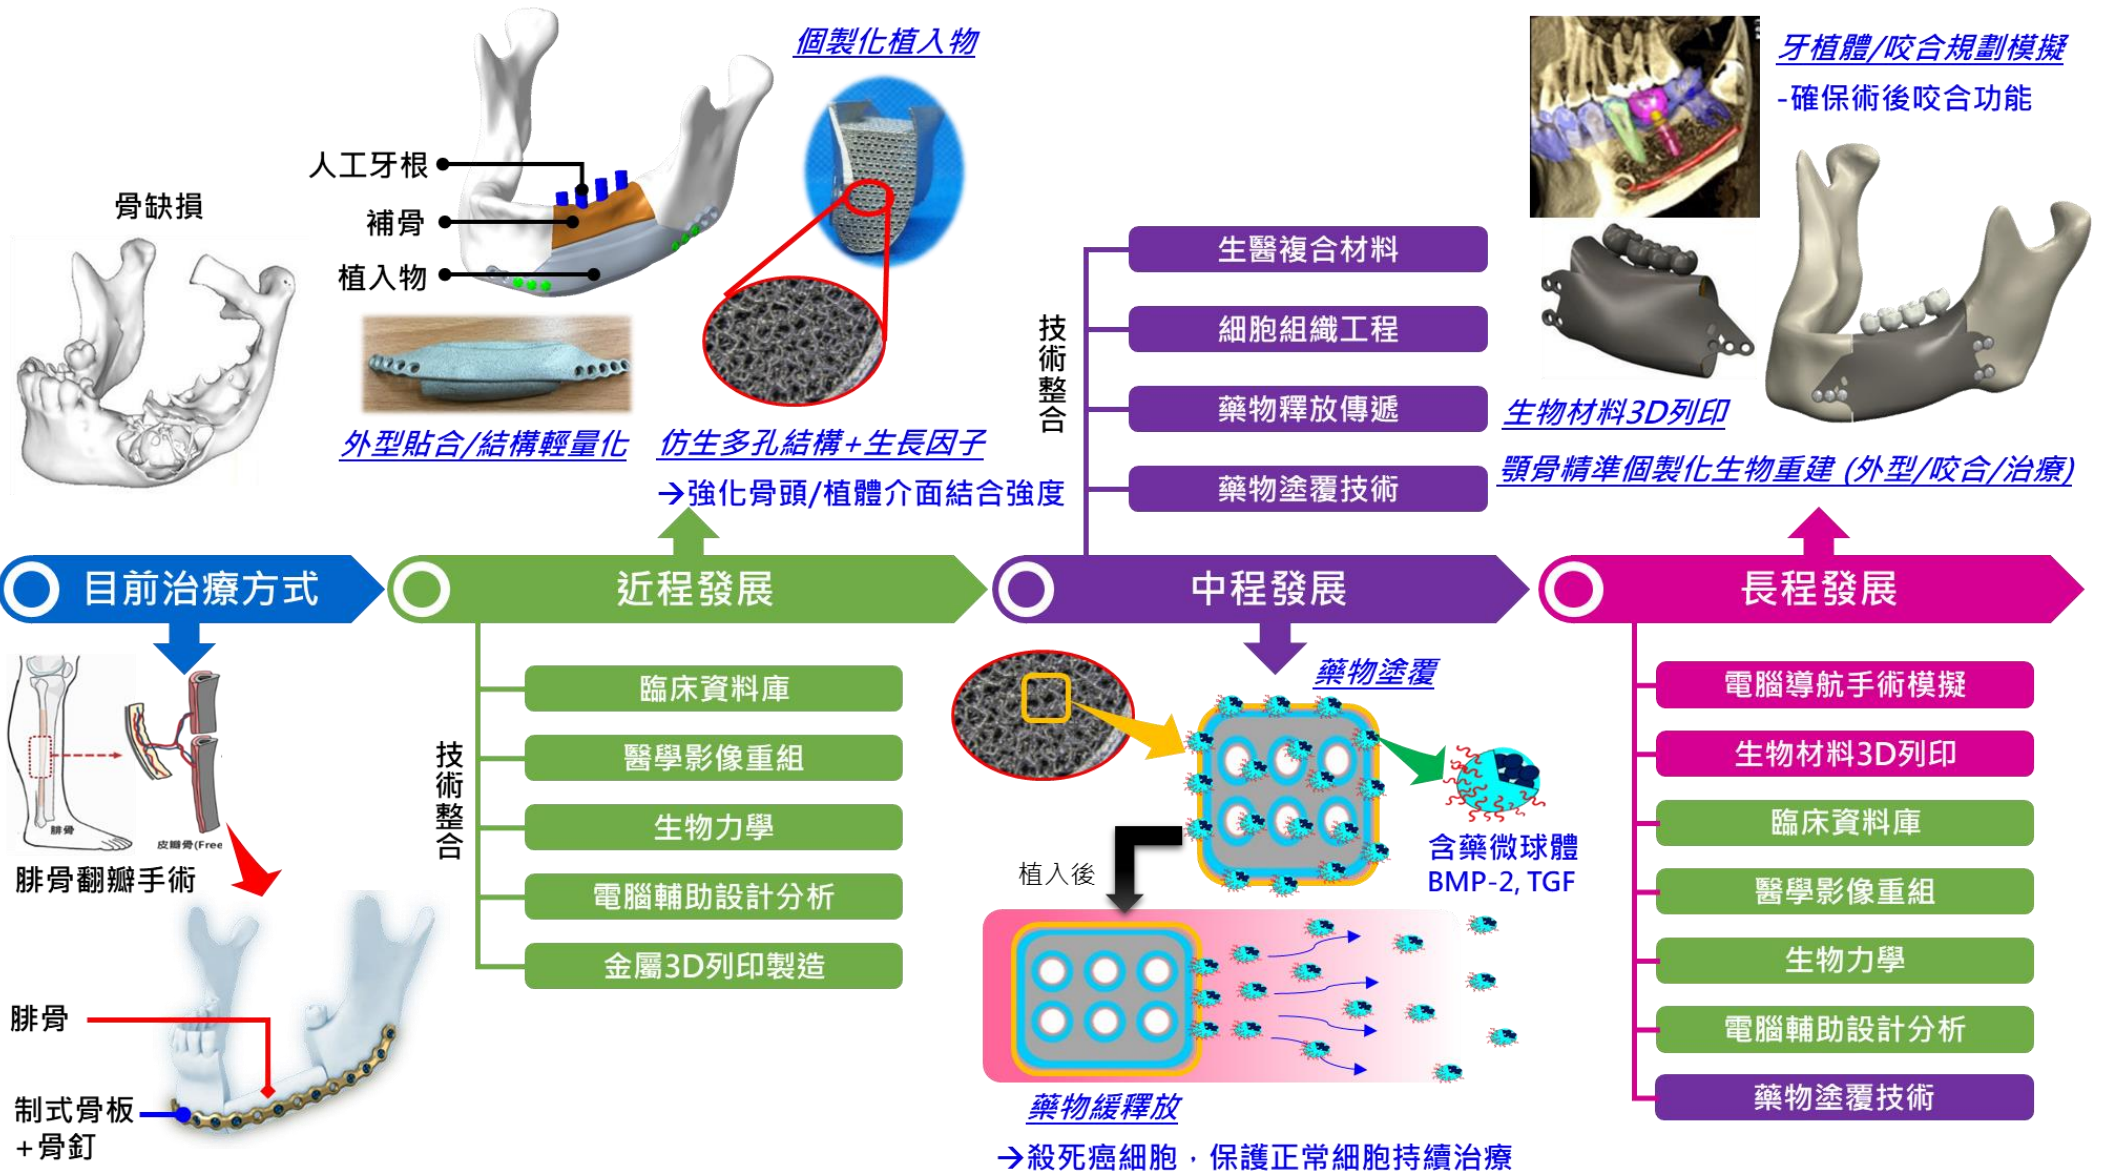 骨缺損
人工牙根
補骨
植入物
個製化植入物
外型貼合/結構輕量化
仿生多孔結構+生長因子
→強化骨頭/植體介面結合強度
技術整合
生醫複合材料
細胞組織工程
藥物釋放傳遞
藥物塗覆技術
牙植體/咬合規劃模擬
-確保術後咬合功能
生物材料3D列印
顎骨精準個製化生物重建 (外型/咬合/治療)
目前治療方式
近程發展
中程發展
長程發展
腓骨
皮瓣骨(Free
腓骨翻瓣手術
腓骨
制式骨板
+骨釘
技術整合
臨床資料庫
醫學影像重組
生物力學
電腦輔助設計分析
金屬3D列印製造
藥物塗覆
含藥微球體
BMP-2, TGF
植入後
藥物緩釋放
→殺死癌細胞，保護正常細胞持續治療
電腦導航手術模擬
生物材料3D列印
臨床資料庫
醫學影像重組
生物力學
電腦輔助設計分析
藥物塗覆技術